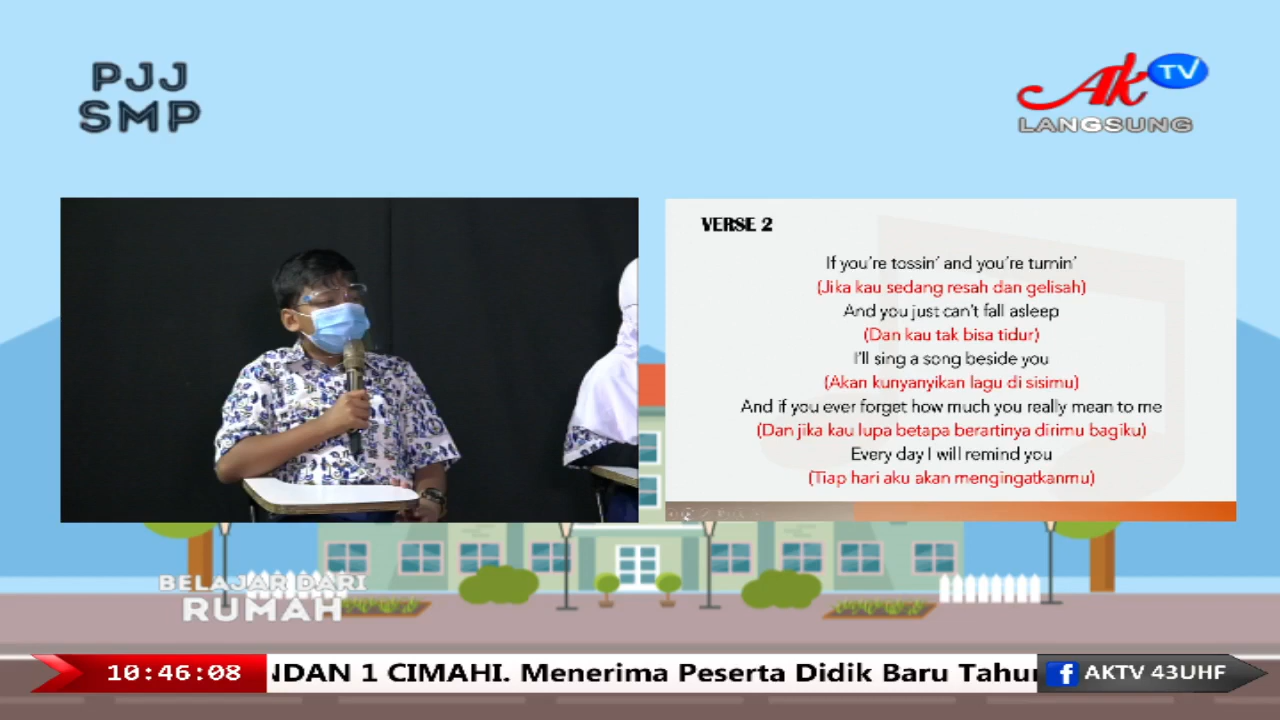 PJJ
SMP
Ak TV
LANGSUNG
VERSE 2
If you're tossin' and you're turnin'
(Jika kau sedang resah dan gelisah)
And you just can't fall asleep
(Dan kau tak bisa tidur)
I'll sing a song beside you
(Akan kunyanyikan lagu di sisimu)
And if you ever forget how much you really mean to me
(Dan jika kau lupa betapa berartinya dirimu bagiku)
Every day I will remind you
(Tiap hari aku akan mengingatkanmu)
BELAJAR DARI
RUMAH
10:46:08
NDAN 1 CIMAHI. Menerima Peserta Didik Baru Tahu
f AKTV 43UHF